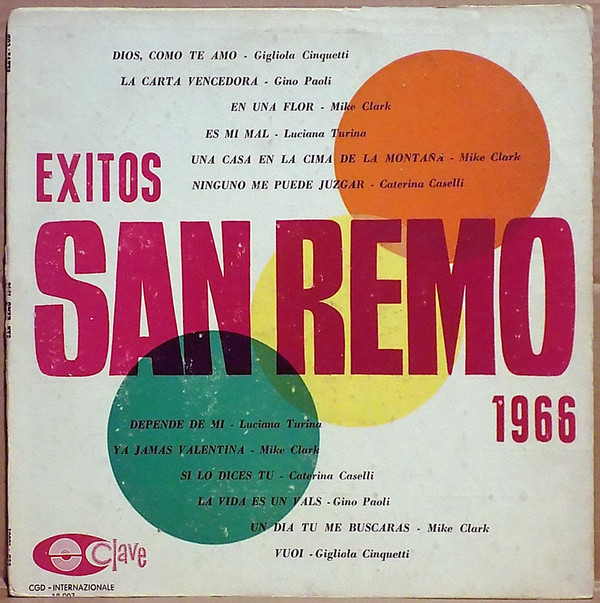 DIOS, COMO TE AMO - Gigliola Cinquetti
LA CARTA VENCEDORA - Gino Paoli
EN UNA FLOR - Mike Clark
ES MI MAL - Luciana Turina
UNA CASA EN LA CIMA DE LA MONTAÑA - Mike Clark
NINGUNO ME PUEDE JUZGAR - Caterina Caselli
EXITOS
SAN REMO
1966
DEPENDE DE MI - Luciana Turina
YA JAMAS VALENTINA - Mike Clark
SI LO DICES TU - Caterina Caselli
LA VIDA ES UN VALS - Gino Paoli
UN DIA TU ME BUSCARAS - Mike Clark
VUOI - Gigliola Cinquetti
Clave
CGD - INTERNAZIONALE